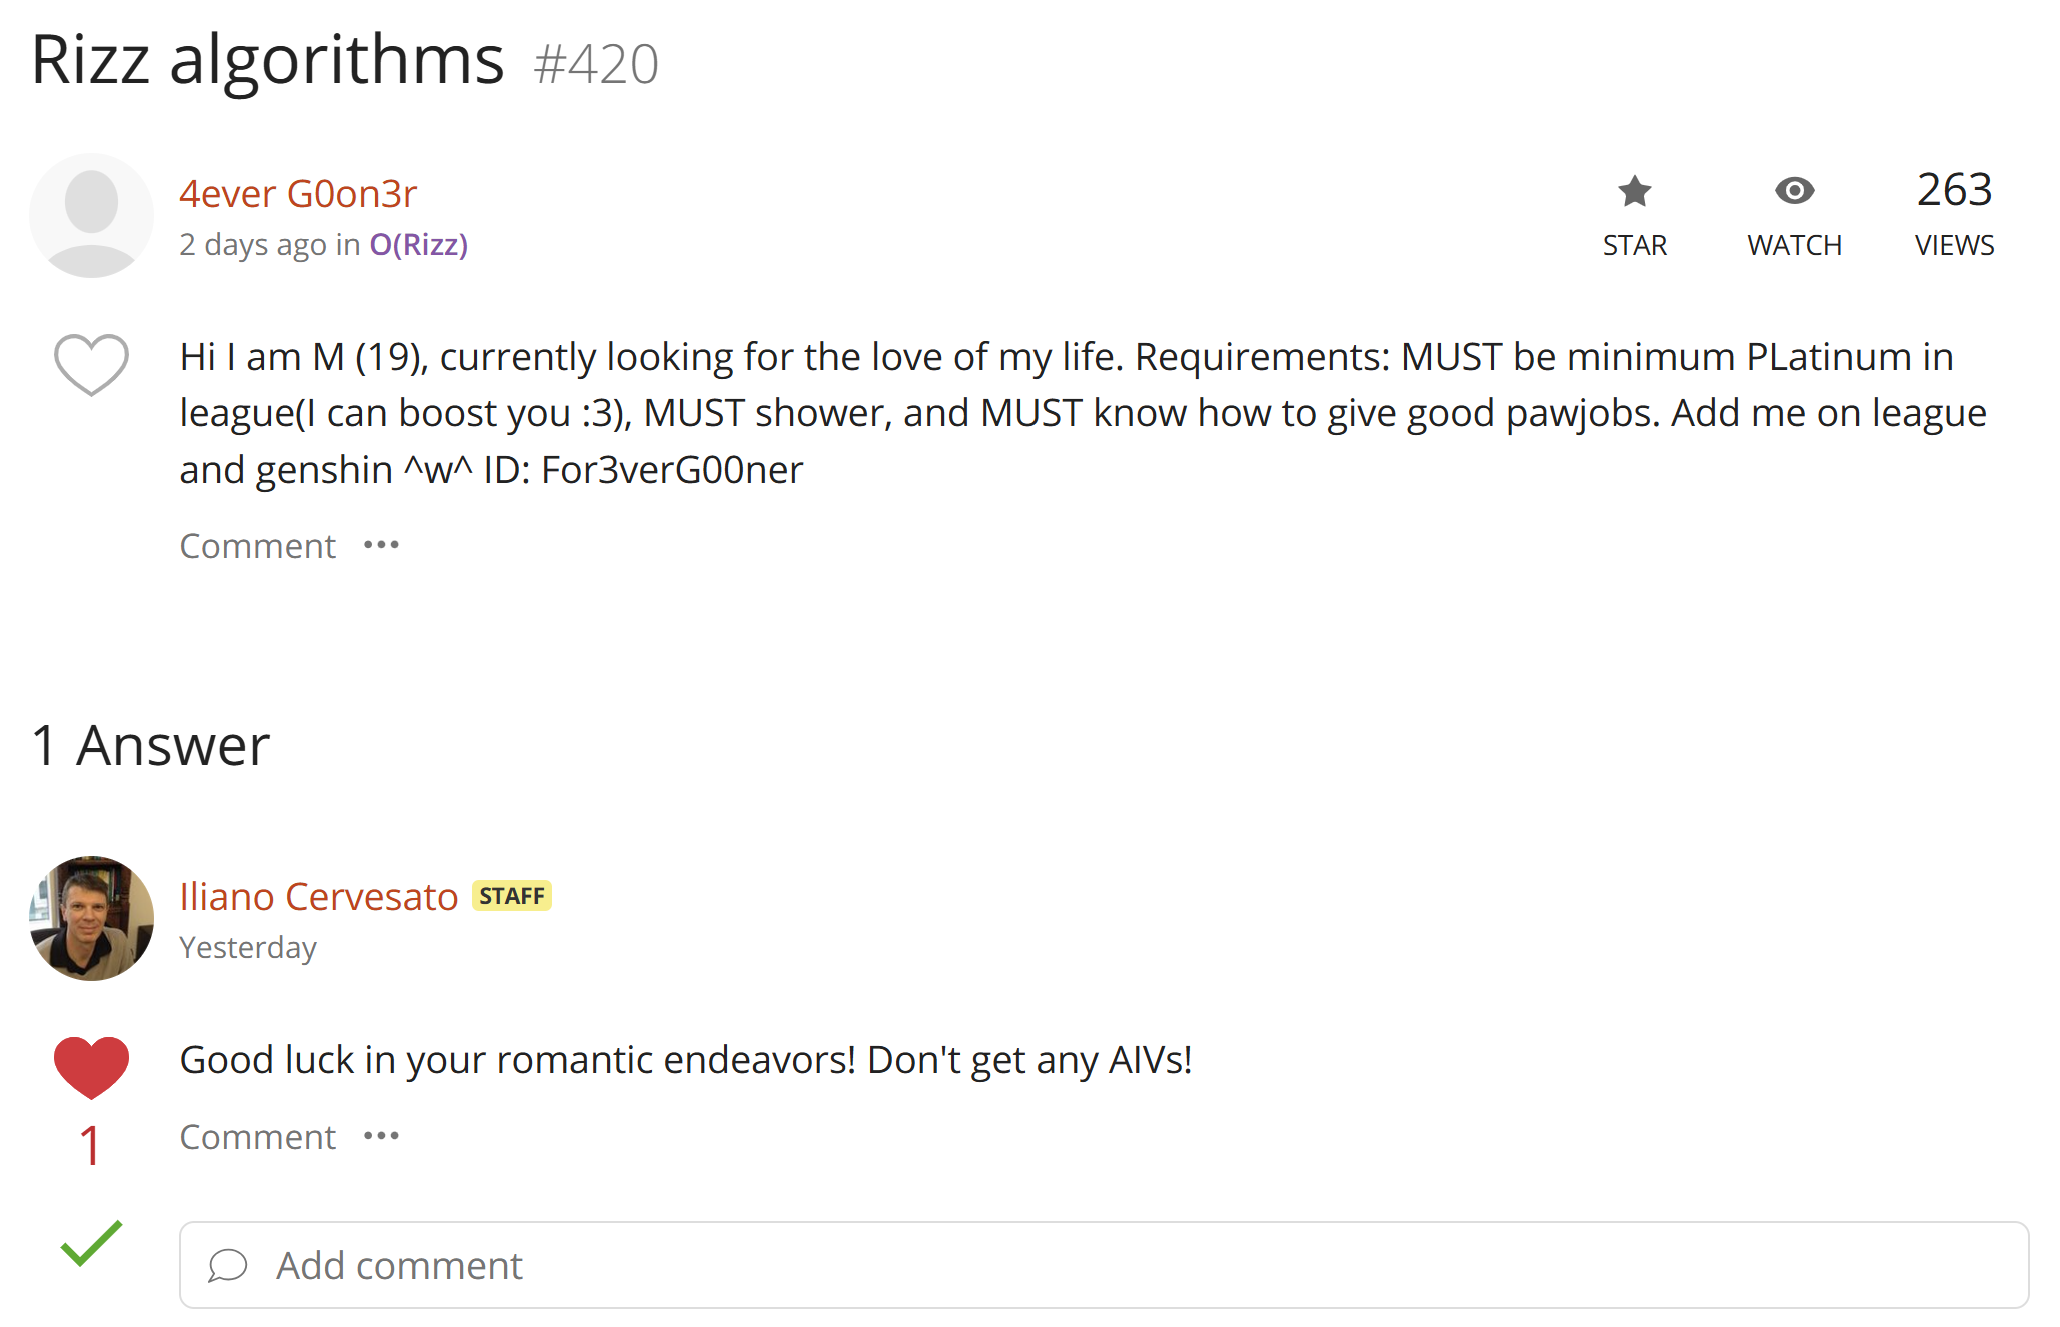 Rizz algorithms #420
4ever G0on3r
2 days ago in O(Rizz)
STAR
WATCH
263
VIEWS
Hi I am M (19), currently looking for the love of my life. Requirements: MUST be minimum PLatinum in
league(I can boost you :3), MUST shower, and MUST know how to give good pawjobs. Add me on league
and genshin ^w^ ID: For3verG00ner
Comment ···
1 Answer
Iliano Cervesato STAFF
Yesterday
Good luck in your romantic endeavors! Don't get any AIVs!
1
Comment ···
Add comment